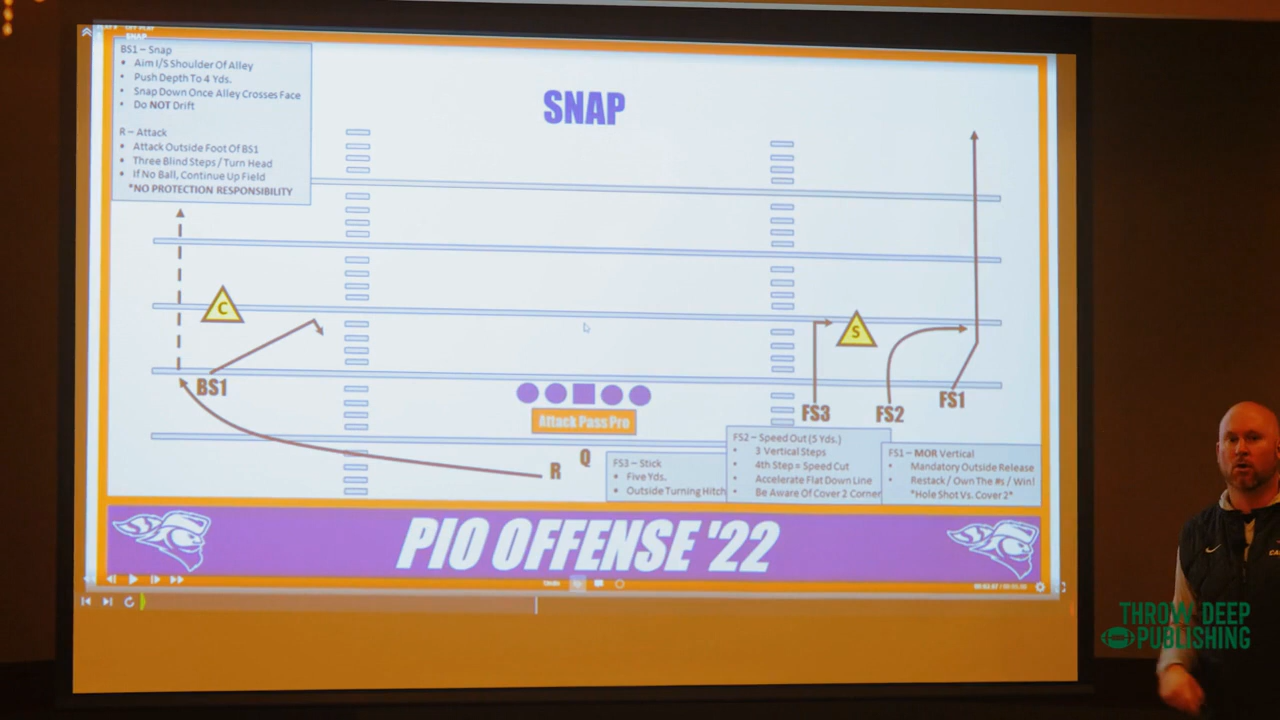 SNAP
BS1 – Snap
• Aim I/S Shoulder Of Alley
• Push Depth To 4 Yds.
• Snap Down Once Alley Crosses Face
• Do NOT Drift
R – Attack
• Attack Outside Foot Of BS1
• Three Blind Steps / Turn Head
• If No Ball, Continue Up Field
*NO PROTECTION RESPONSIBILITY
SNAP
C
S
BS1
FS3
FS2
FS1
Attack Pass Pro
R
Q
FS3 – Stick
• Five Yds.
• Outside Turning Hitch
FS2 – Speed Out (5 Yds.)
• 3 Vertical Steps
• 4th Step = Speed Cut
• Accelerate Flat Down Line
• Be Aware Of Cover 2 Corner
FS1 – MOR Vertical
• Mandatory Outside Release
• Restack / Own The #s / Win!
*Hole Shot Vs. Cover 2*
PIO OFFENSE '22
THROW DEEP
PUBLISHING